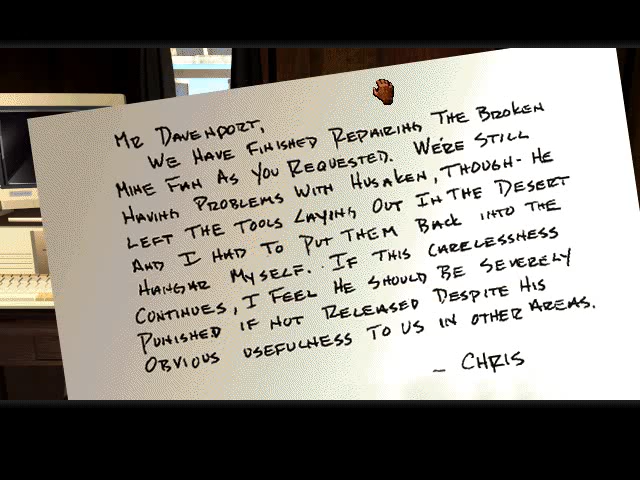 Mr Davenport,
We have finished repairing the broken
mine fan as you requested. We're still
having problems with Husaken, though- he
left the tools laying out in the desert
and I had to put them back into the
hangar myself. If this carelessness
continues, I feel he should be severely
punished if not released despite his
obvious usefulness to us in other areas.
– Chris